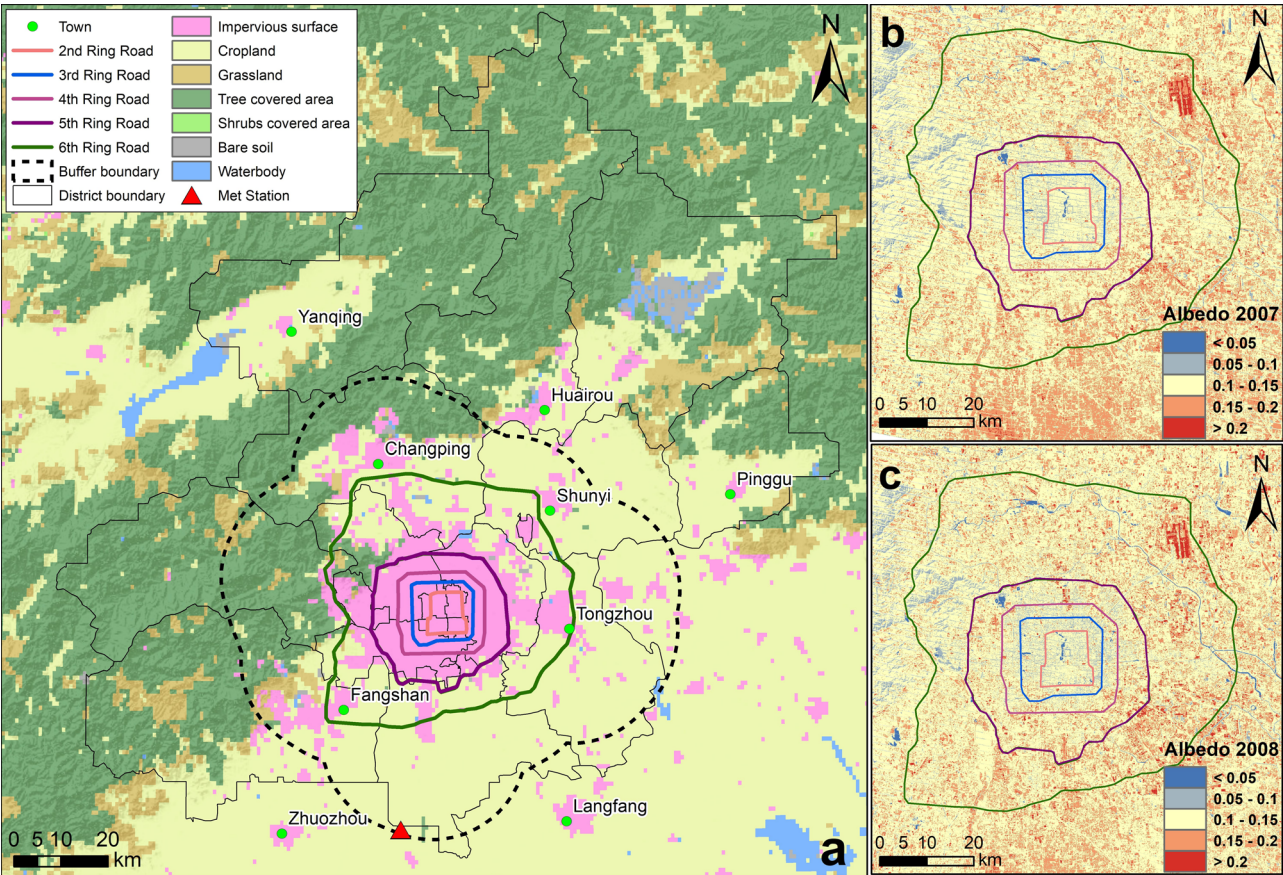 Town
2nd Ring Road
3rd Ring Road
4th Ring Road
5th Ring Road
6th Ring Road
Buffer boundary
District boundary
Impervious surface
Cropland
Grassland
Tree covered area
Shrubs covered area
Bare soil
Waterbody
Met Station
N
Yanqing
Huairou
Changping
Pinggu
Shunyi
Tongzhou
Fangshan
Langfang
Zhuozhou
0 5 10 20
km
a
b
N
Albedo 2007
< 0.05
0.05 - 0.1
0.1 - 0.15
0.15 - 0.2
> 0.2
0 5 10 20
km
c
N
Albedo 2008
< 0.05
0.05 - 0.1
0.1 - 0.15
0.15 - 0.2
> 0.2
0 5 10 20
km